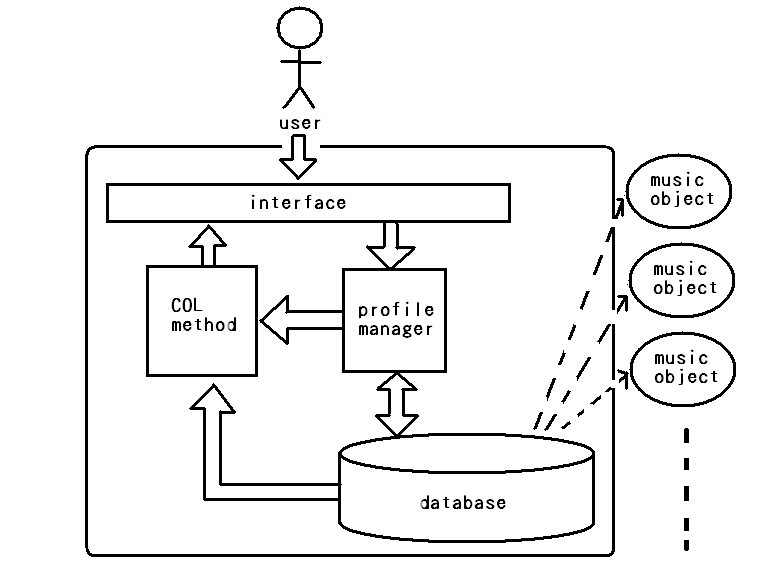 user
interface
music
object
music
object
COL
method
profile
manager
music
object
database